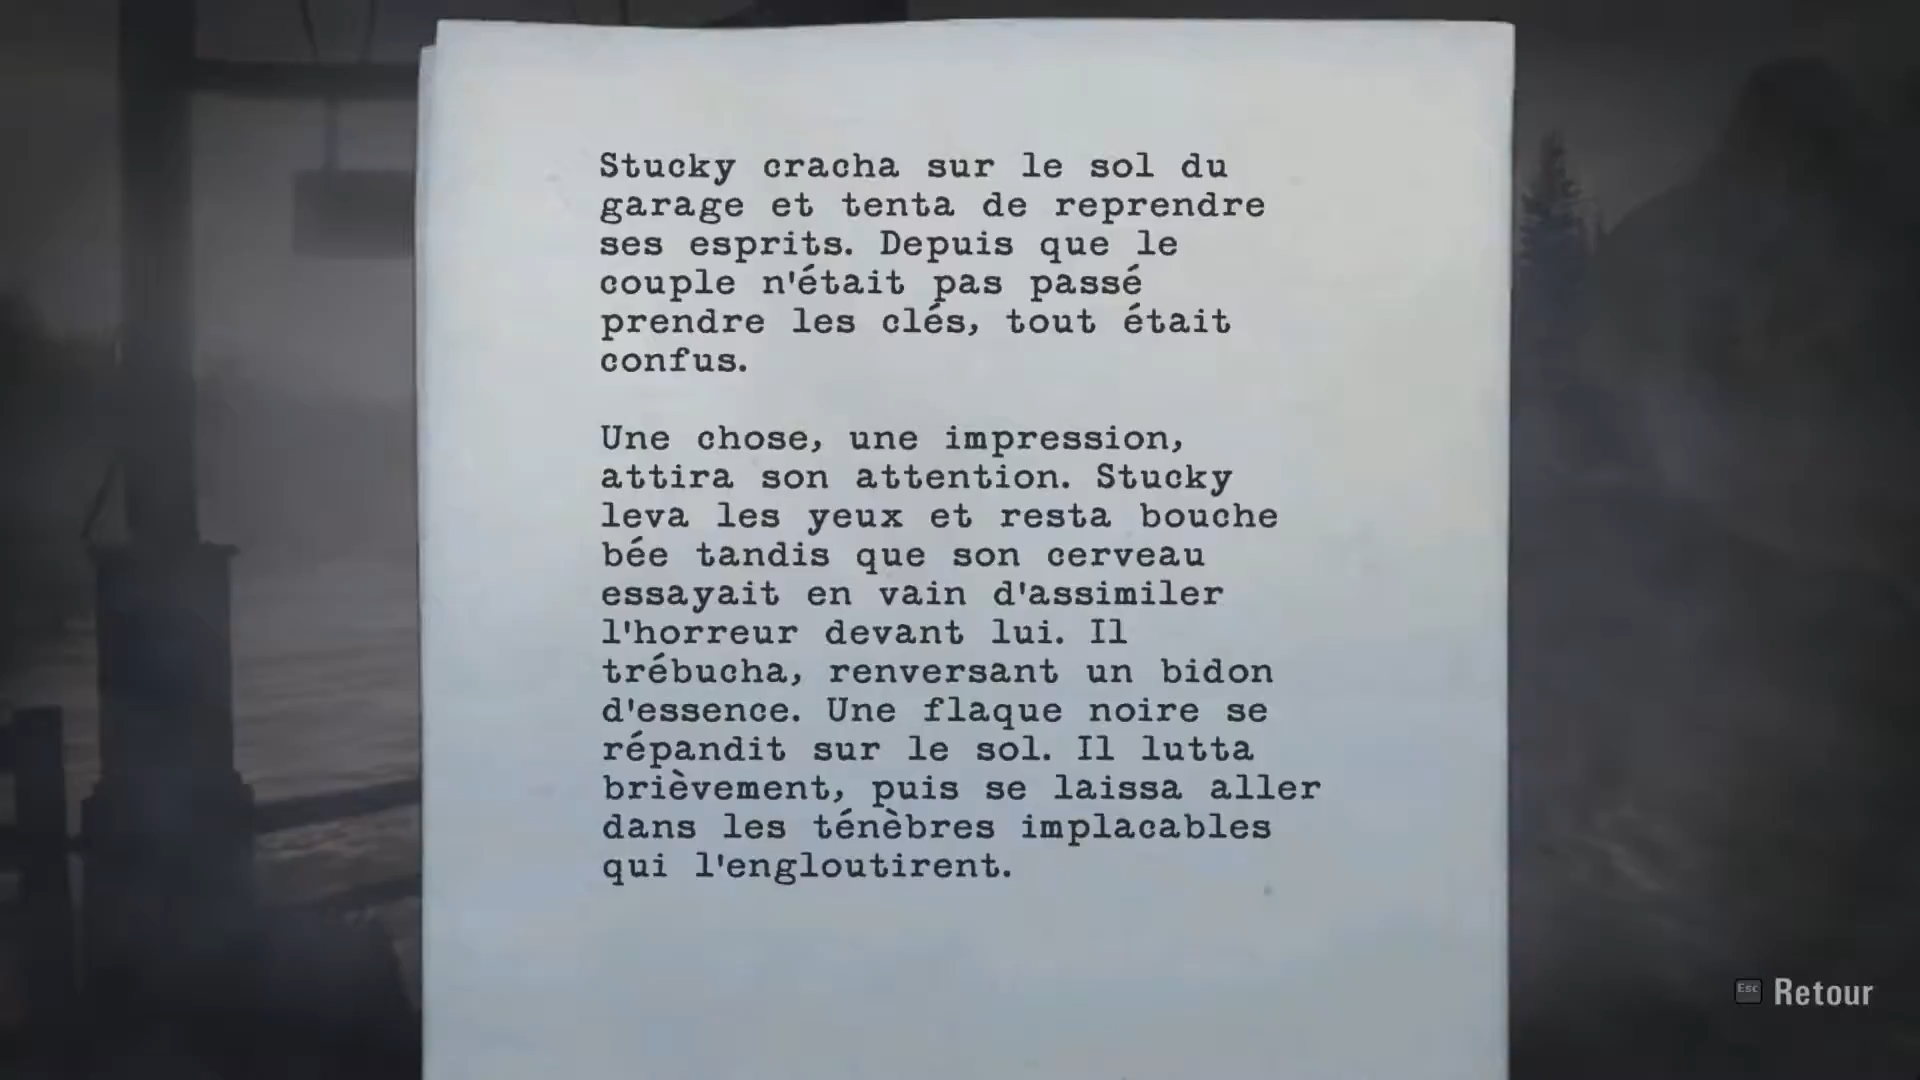 Stucky cracha sur le sol du
garage et tenta de reprendre
ses esprits. Depuis que le
couple n'était pas passé
prendre les clés, tout était
confus.
Une chose, une impression,
attira son attention. Stucky
leva les yeux et resta bouche
bée tandis que son cerveau
essayait en vain d'assimiler
l'horreur devant lui. Il
trébucha, renversant un bidon
d'essence. Une flaque noire se
répandit sur le sol. Il lutta
brièvement, puis se laissa aller
dans les ténèbres implacables
qui l'engloutirent.
Esc Retour